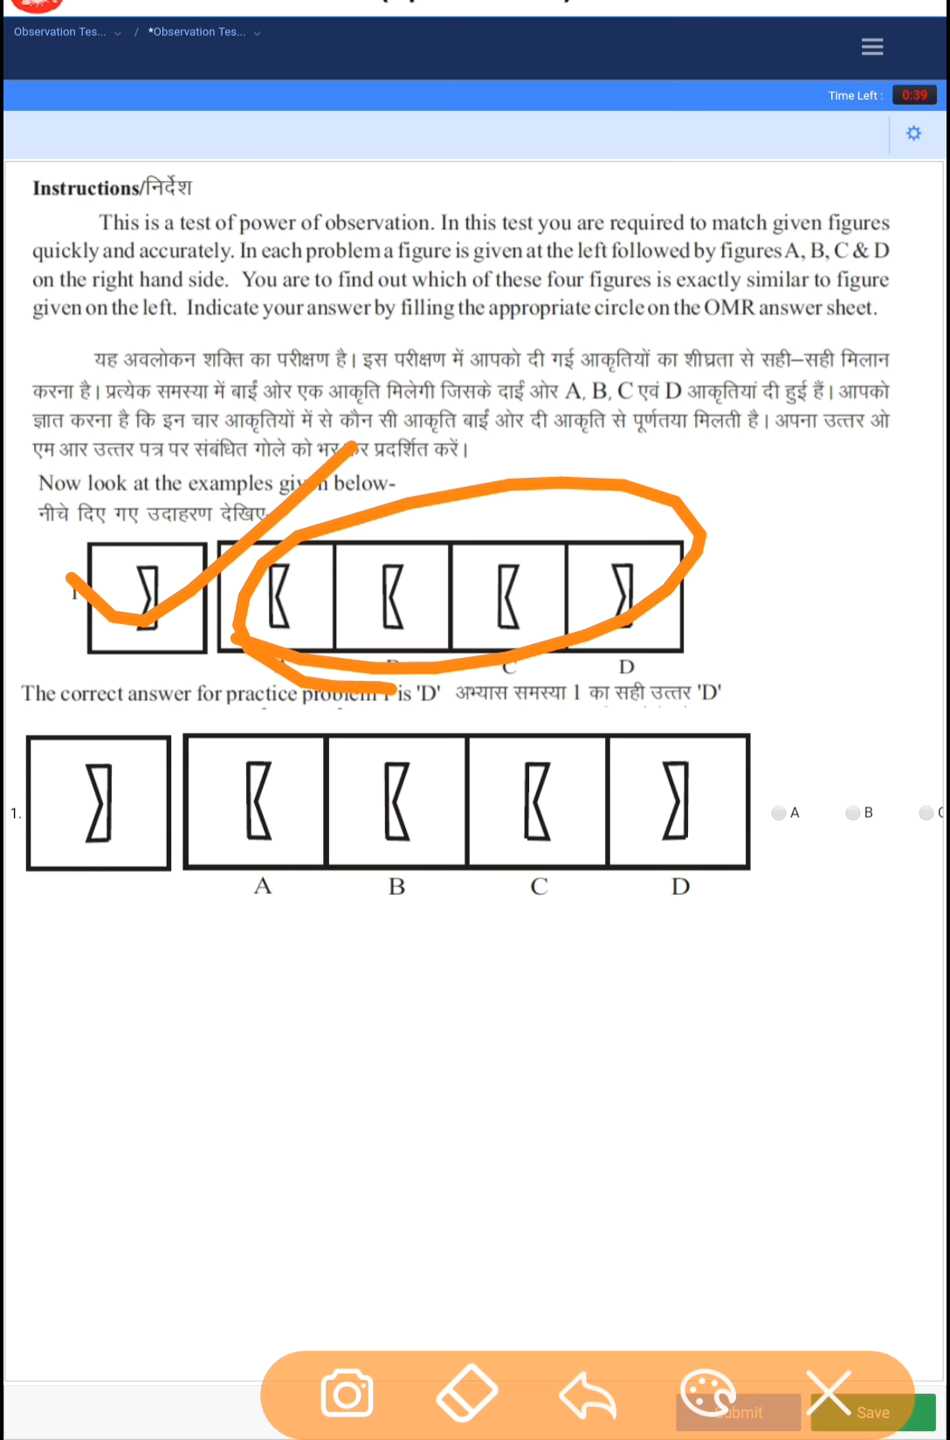 Observation Tes... / *Observation Tes...
Time Left : 0:39
Instructions/निर्देश
This is a test of power of observation. In this test you are required to match given figures
quickly and accurately. In each problem a figure is given at the left followed by figures A, B, C & D
on the right hand side. You are to find out which of these four figures is exactly similar to figure
given on the left. Indicate your answer by filling the appropriate circle on the OMR answer sheet.
यह अवलोकन शक्ति का परीक्षण है। इस परीक्षण में आपको दी गई आकृतियों का शीघ्रता से सही–सही मिलान
करना है। प्रत्येक समस्या में बाईं ओर एक आकृति मिलेगी जिसके दाईं ओर A, B, C एवं D आकृतियां दी हुई हैं। आपको
ज्ञात करना है कि इन चार आकृतियों में से कौन सी आकृति बाईं ओर दी आकृति से पूर्णतया मिलती है। अपना उत्तर ओ
एम आर उत्तर पत्र पर संबंधित गोले को भर कर प्रदर्शित करें।
Now look at the examples given below-
नीचे दिए गए उदाहरण देखिए
C D
The correct answer for practice problem 1 is 'D' अभ्यास समस्या 1 का सही उत्तर 'D'
1. A B
A B C D
Submit Save